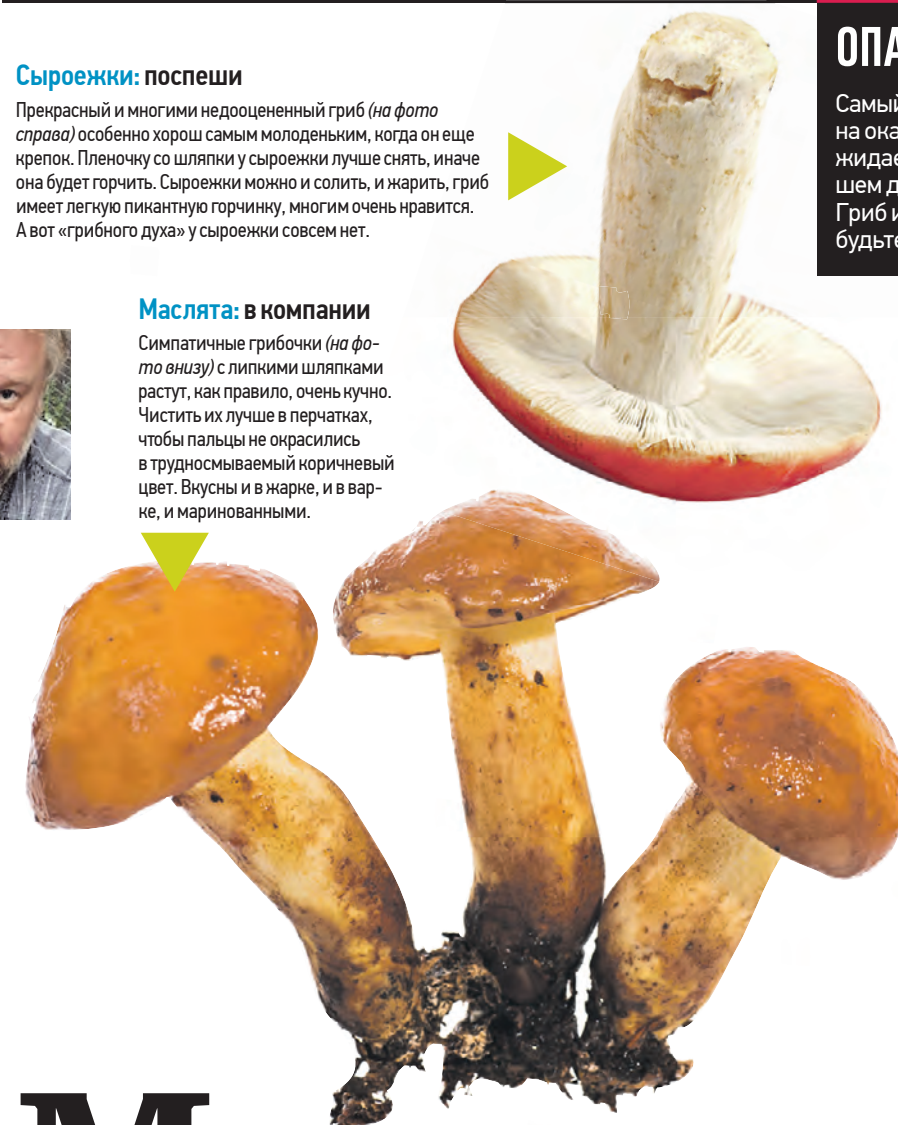 Сыроежки: поспеши
Прекрасный и многими недооцененный гриб (на фото
справа) особенно хорош самым молоденьким, когда он еще
крепок. Пленочку со шляпки у сыроежки лучше снять, иначе
она будет горчить. Сыроежки можно и солить, и жарить, гриб
имеет легкую пикантную горчинку, многим очень нравится.
А вот «грибного духа» у сыроежки совсем нет.
Маслята: в компании
Симпатичные грибочки (на фо-
то внизу) с липкими шляпками
растут, как правило, очень кучно.
Чистить их лучше в перчатках,
чтобы пальцы не окрасились
в трудносмываемый коричневый
цвет. Вкусны и в жарке, и в вар-
ке, и маринованными.
ОПА
Самый
на ока
жидае
шем д
Гриб и
будьте